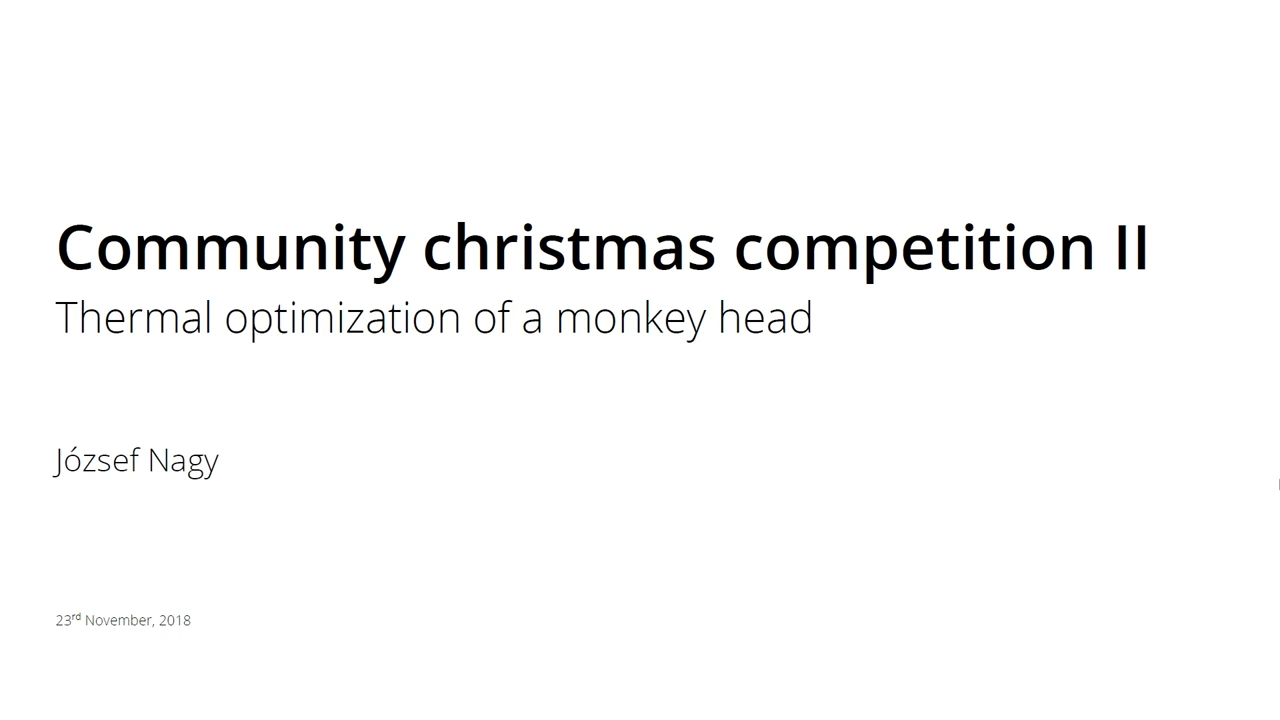 Community christmas competition II
Thermal optimization of a monkey head
József Nagy
23rd November, 2018